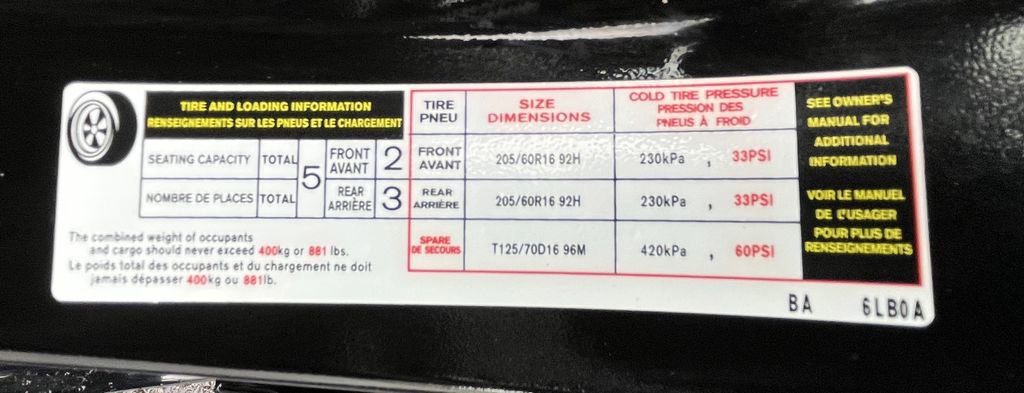 TIRE AND LOADING INFORMATION
RENSEIGNEMENTS SUR LES PNEUS ET LE CHARGEMENT
SEATING CAPACITY TOTAL 5 FRONT AVANT 2
NOMBRE DE PLACES TOTAL REAR ARRIÈRE 3
The combined weight of occupants
and cargo should never exceed 400kg or 881 lbs.
Le poids total des occupants et du chargement ne doit
jamais dépasser 400kg ou 881lb.
TIRE PNEU SIZE DIMENSIONS COLD TIRE PRESSURE PRESSION DES PNEUS À FROID
FRONT AVANT 205/60R16 92H 230kPa , 33PSI
REAR ARRIÈRE 205/60R16 92H 230kPa , 33PSI
SPARE DE SECOURS T125/70D16 96M 420kPa , 60PSI
SEE OWNER'S
MANUAL FOR
ADDITIONAL
INFORMATION
VOIR LE MANUEL
DE L'USAGER
POUR PLUS DE
RENSEIGNEMENTS
BA 6LB0A